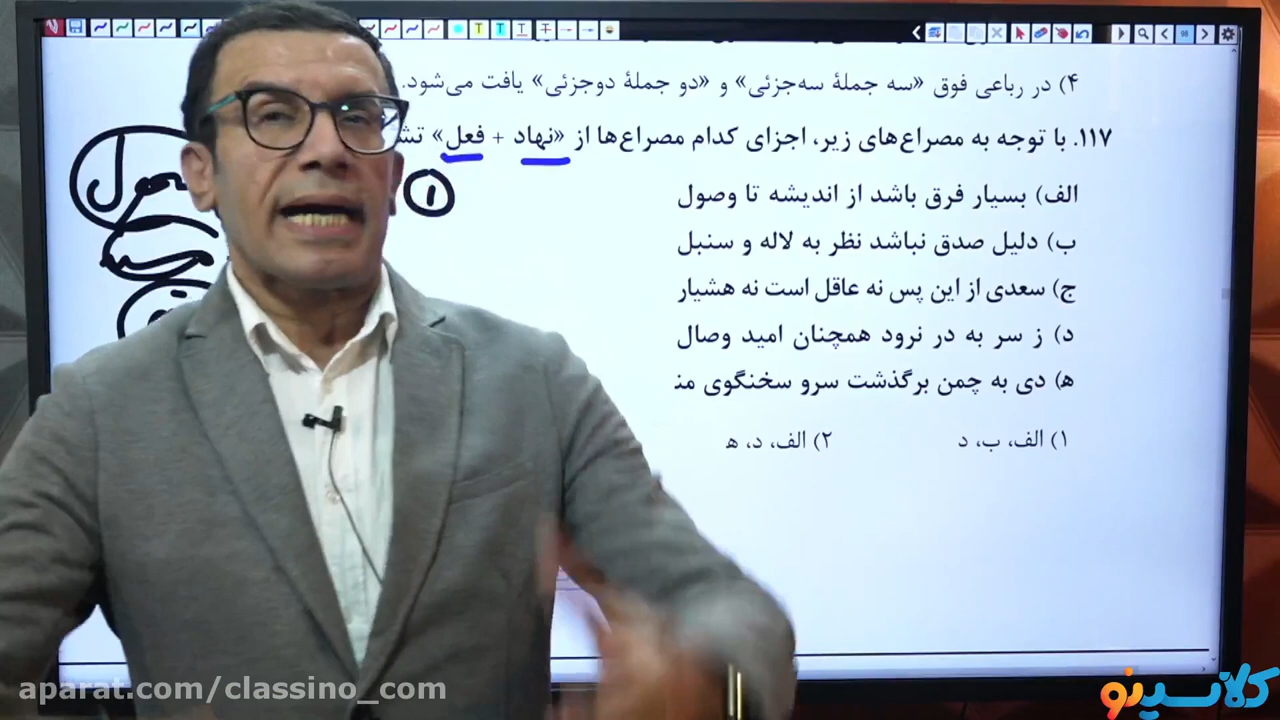 ۴) در رباعی فوق «سه جملهٔ سه‌جزئی» و «دو جملهٔ دوجزئی» یافت می‌شود.
۱۱۷. با توجه به مصراع‌های زیر، اجزای کدام مصراع‌ها از «نهاد + فعل»
۱
الف) بسیار فرق باشد از اندیشه تا وصول
ب) دلیل صدق نباشد نظر به لاله و سنبل
ج) سعدی از این پس نه عاقل است نه هشیار
د) ز سر به در نرود همچنان امید وصال
ه) دی به چمن برگذشت سرو سخنگوی
۱) الف، ب، د
۲) الف، د، ه
aparat.com/classino_com
کلاسینو